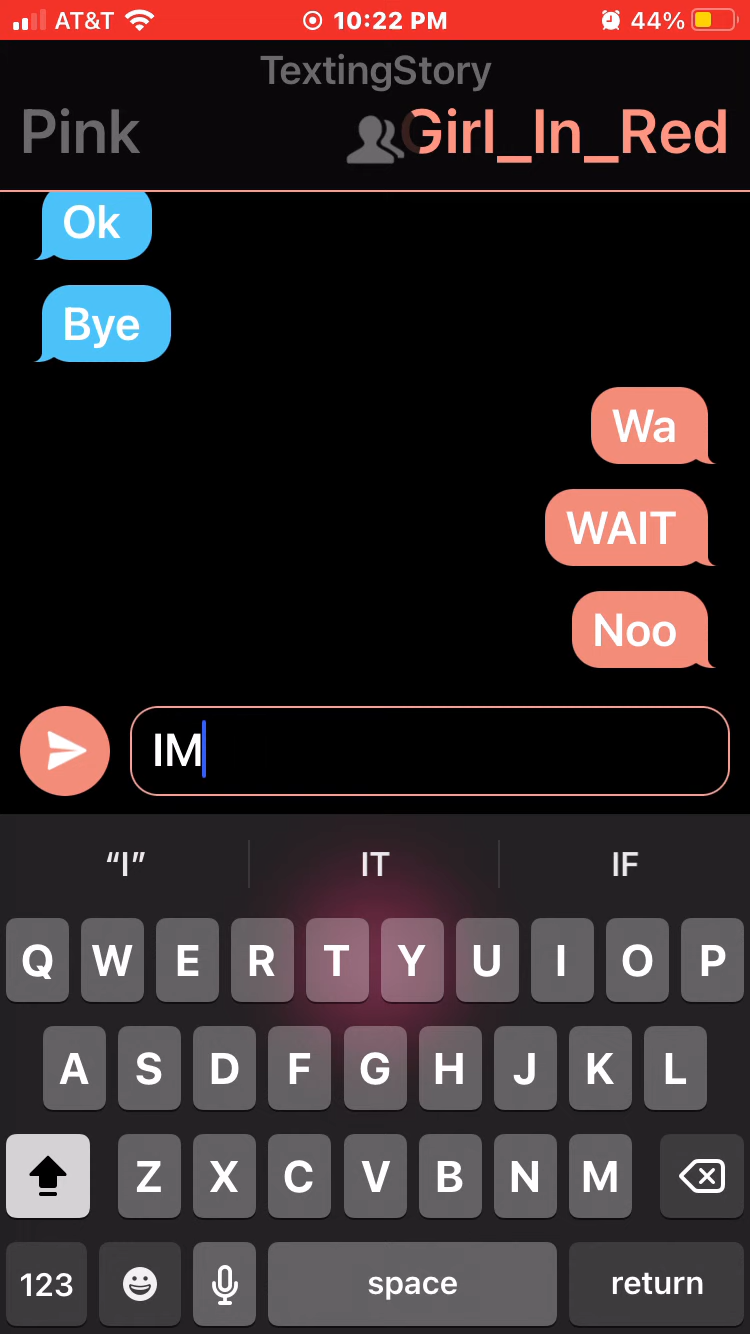 AT&T 10:22 PM 44%
TextingStory
Pink Girl_In_Red
Ok
Bye
Wa
WAIT
Noo
IM
“I” IT IF
Q W E R T Y U I O P
A S D F G H J K L
Z X C V B N M
123 space return